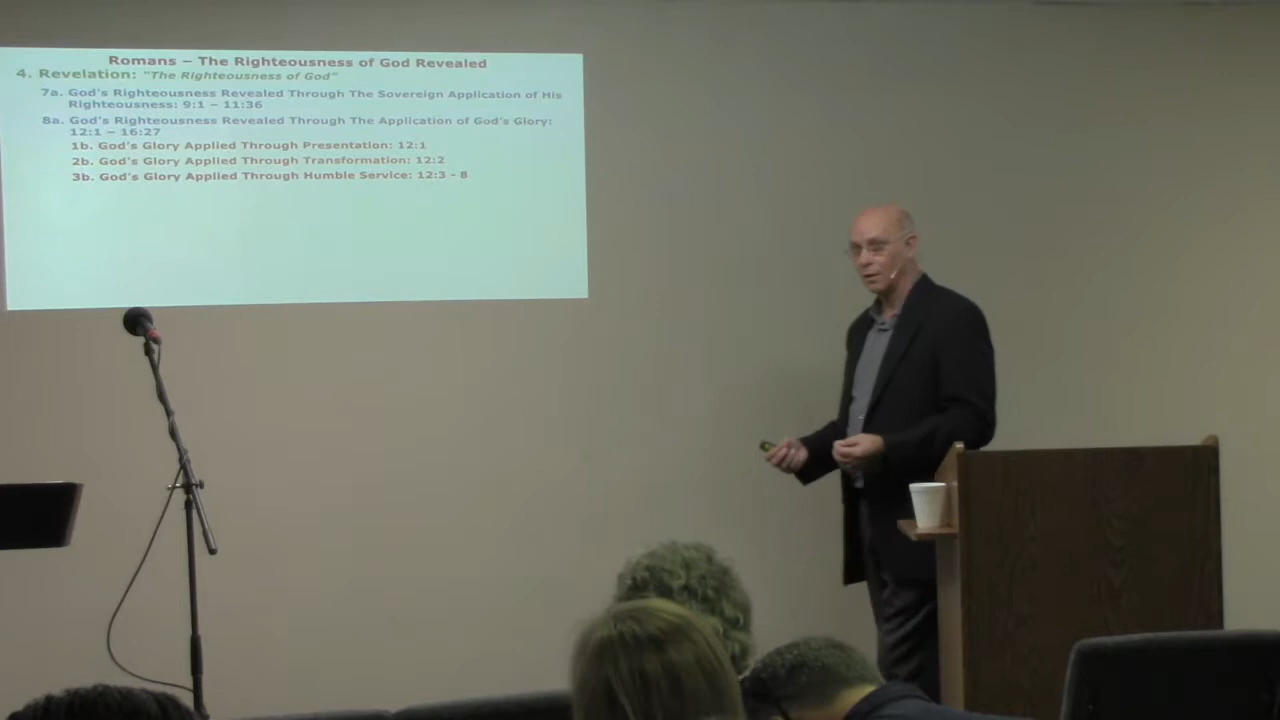 Romans – The Righteousness of God Revealed
4. Revelation: "The Righteousness of God"
7a. God's Righteousness Revealed Through The Sovereign Application of His
Righteousness: 9:1 – 11:36
8a. God's Righteousness Revealed Through The Application of God's Glory:
12:1 – 16:27
1b. God's Glory Applied Through Presentation: 12:1
2b. God's Glory Applied Through Transformation: 12:2
3b. God's Glory Applied Through Humble Service: 12:3 - 8